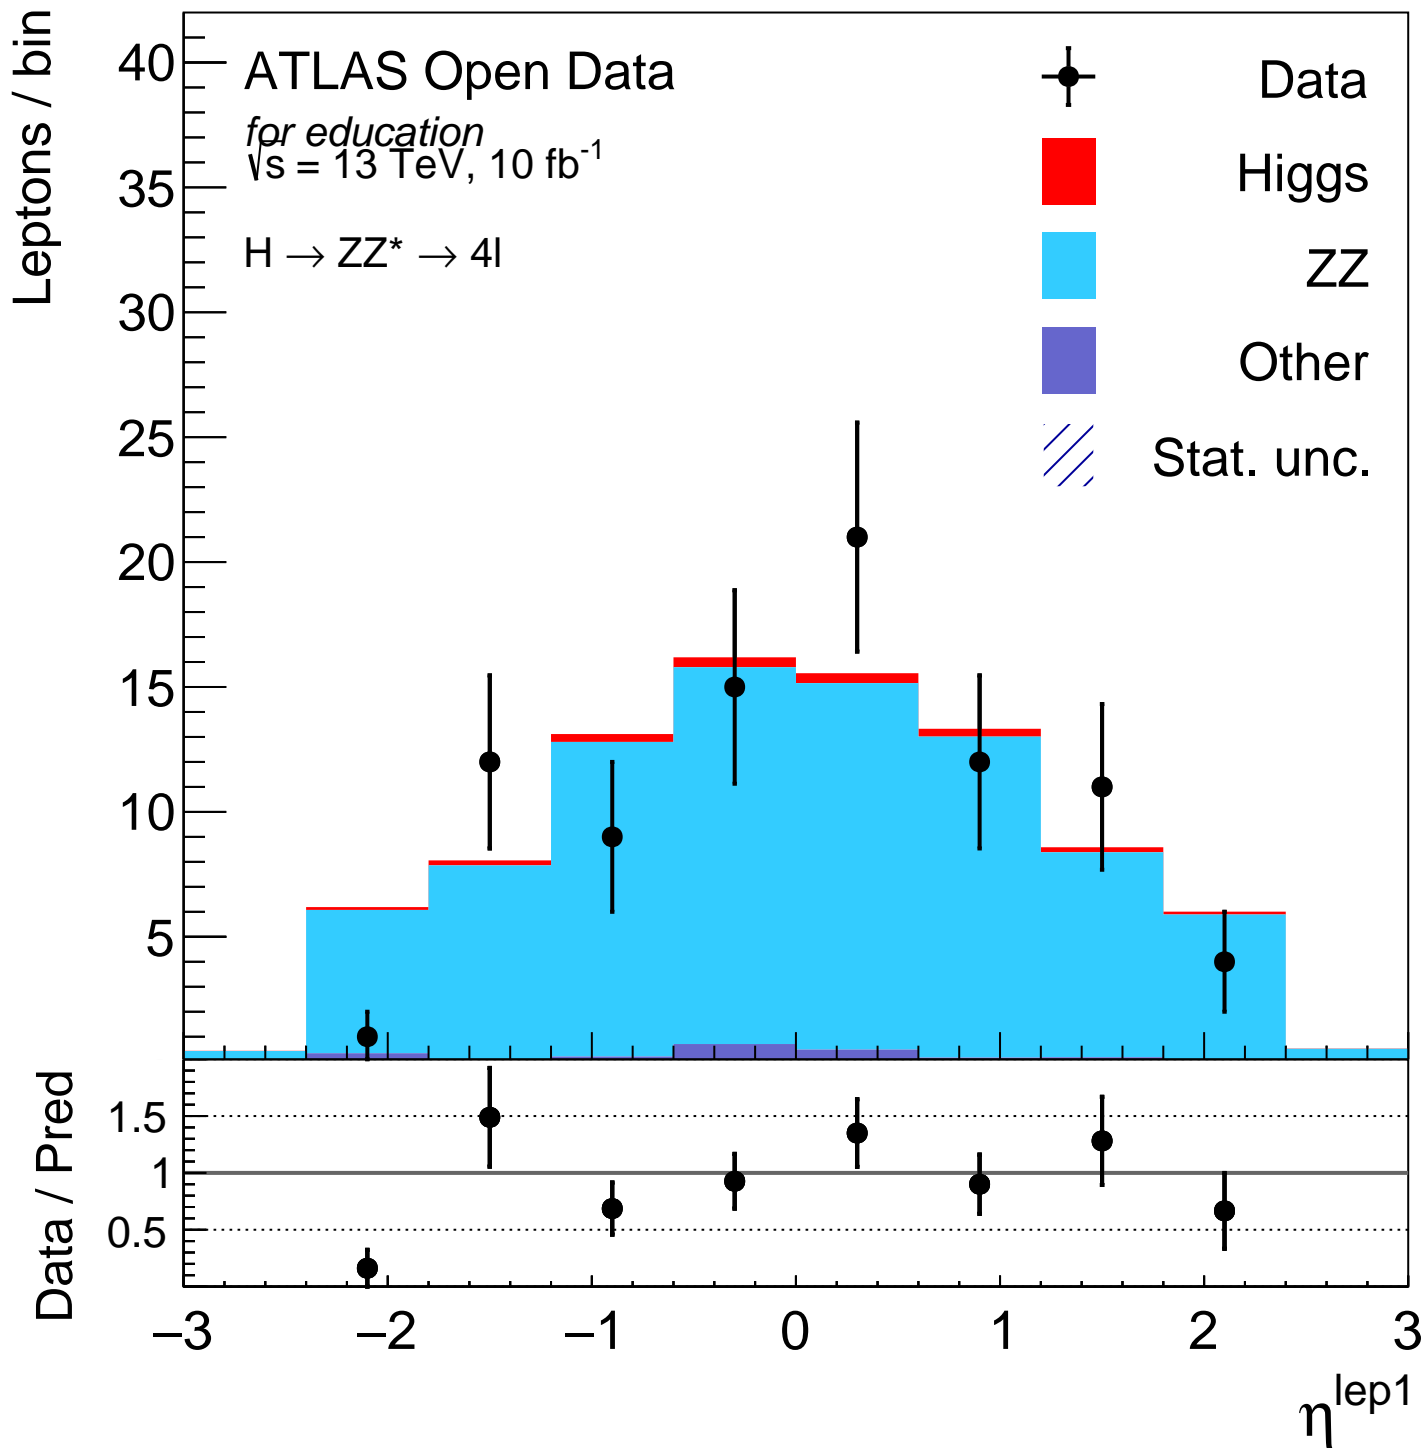 Leptons / bin
40
35
30
25
20
15
10
5
ATLAS Open Data
for education
√s = 13 TeV, 10 fb⁻¹
H → ZZ* → 4l
Data
Higgs
ZZ
Other
Stat. unc.
Data / Pred
1.5
1
0.5
−3 −2 −1 0 1 2 3
η^lep1